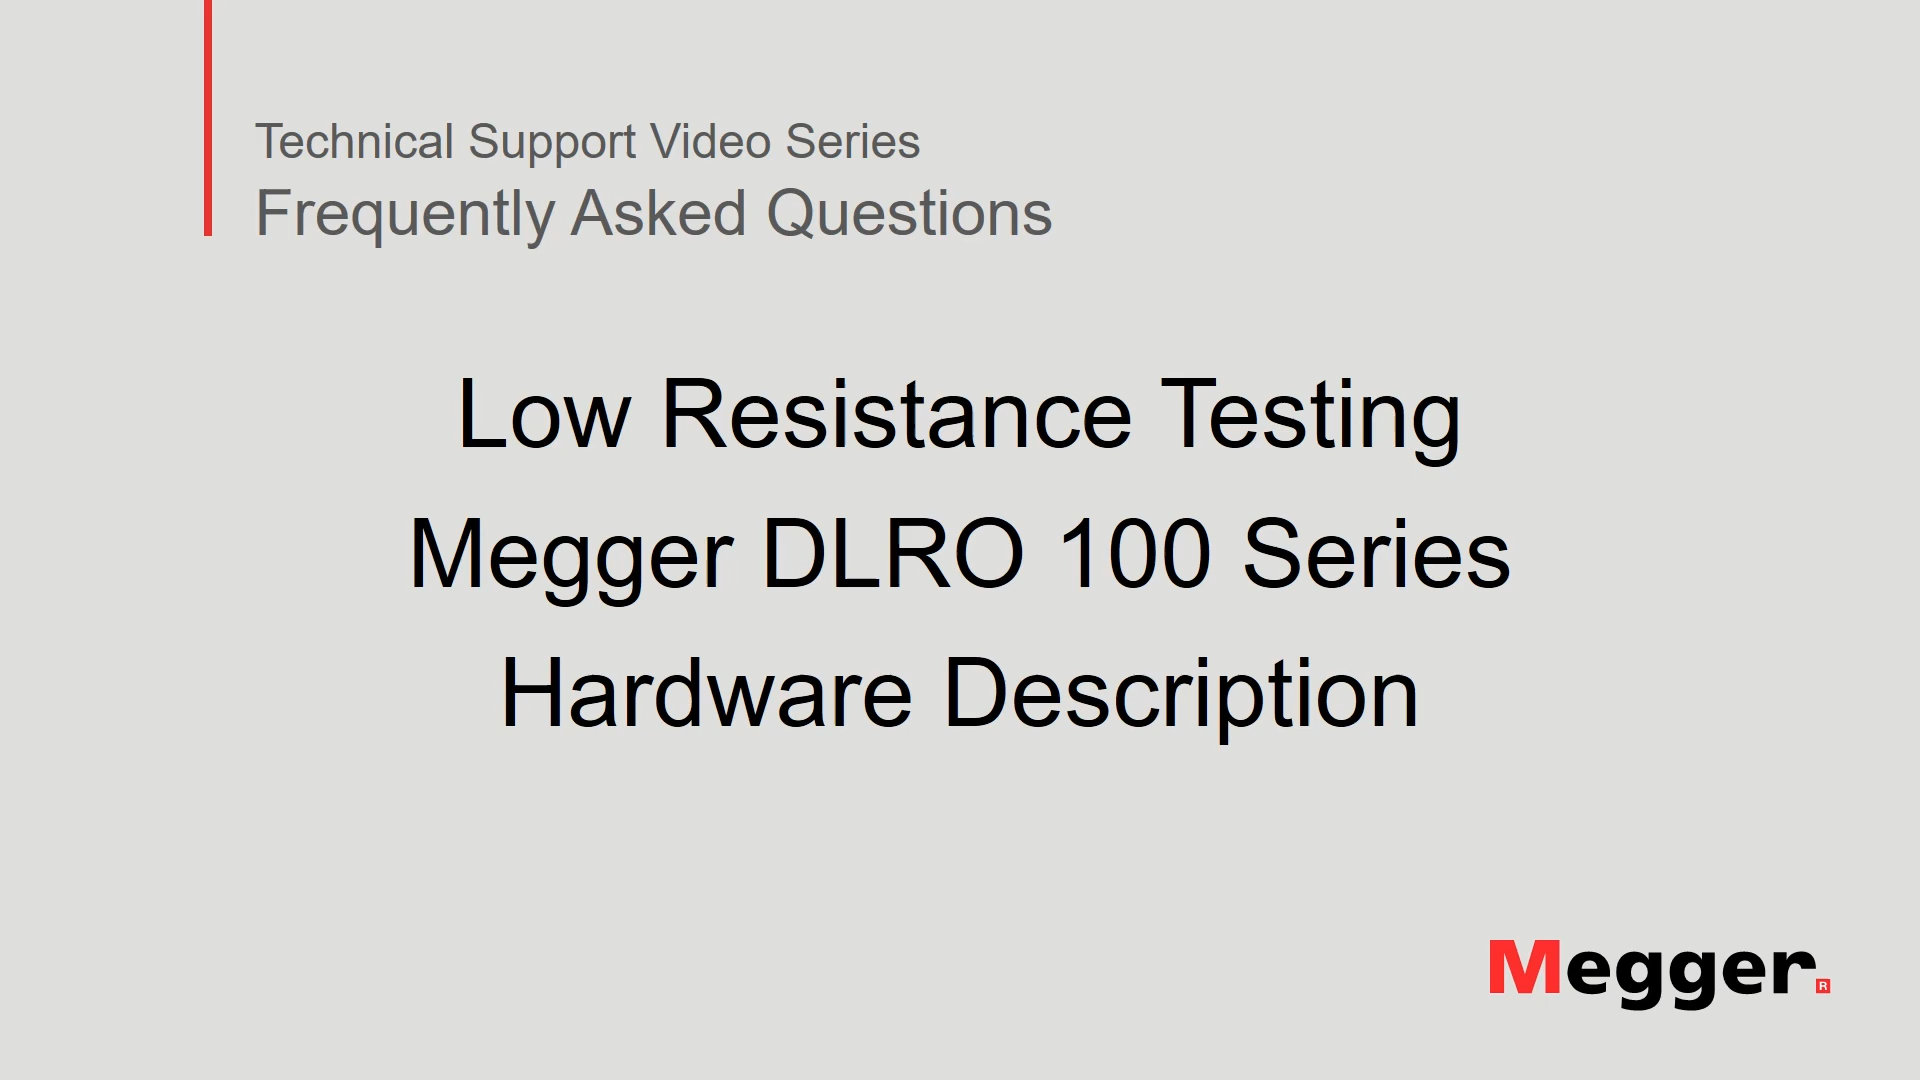 Technical Support Video Series
Frequently Asked Questions
Low Resistance Testing
Megger DLRO 100 Series
Hardware Description
Megger®